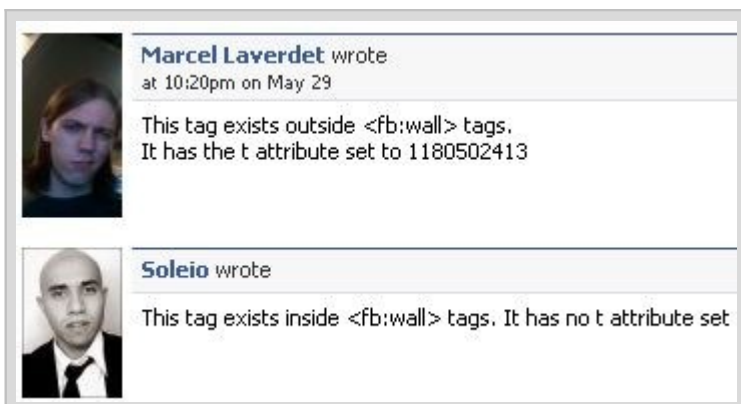 Marcel Laverdet wrote
at 10:20pm on May 29
This tag exists outside <fb:wall> tags.
It has the t attribute set to 1180502413
Soleio wrote
This tag exists inside <fb:wall> tags. It has no t attribute set